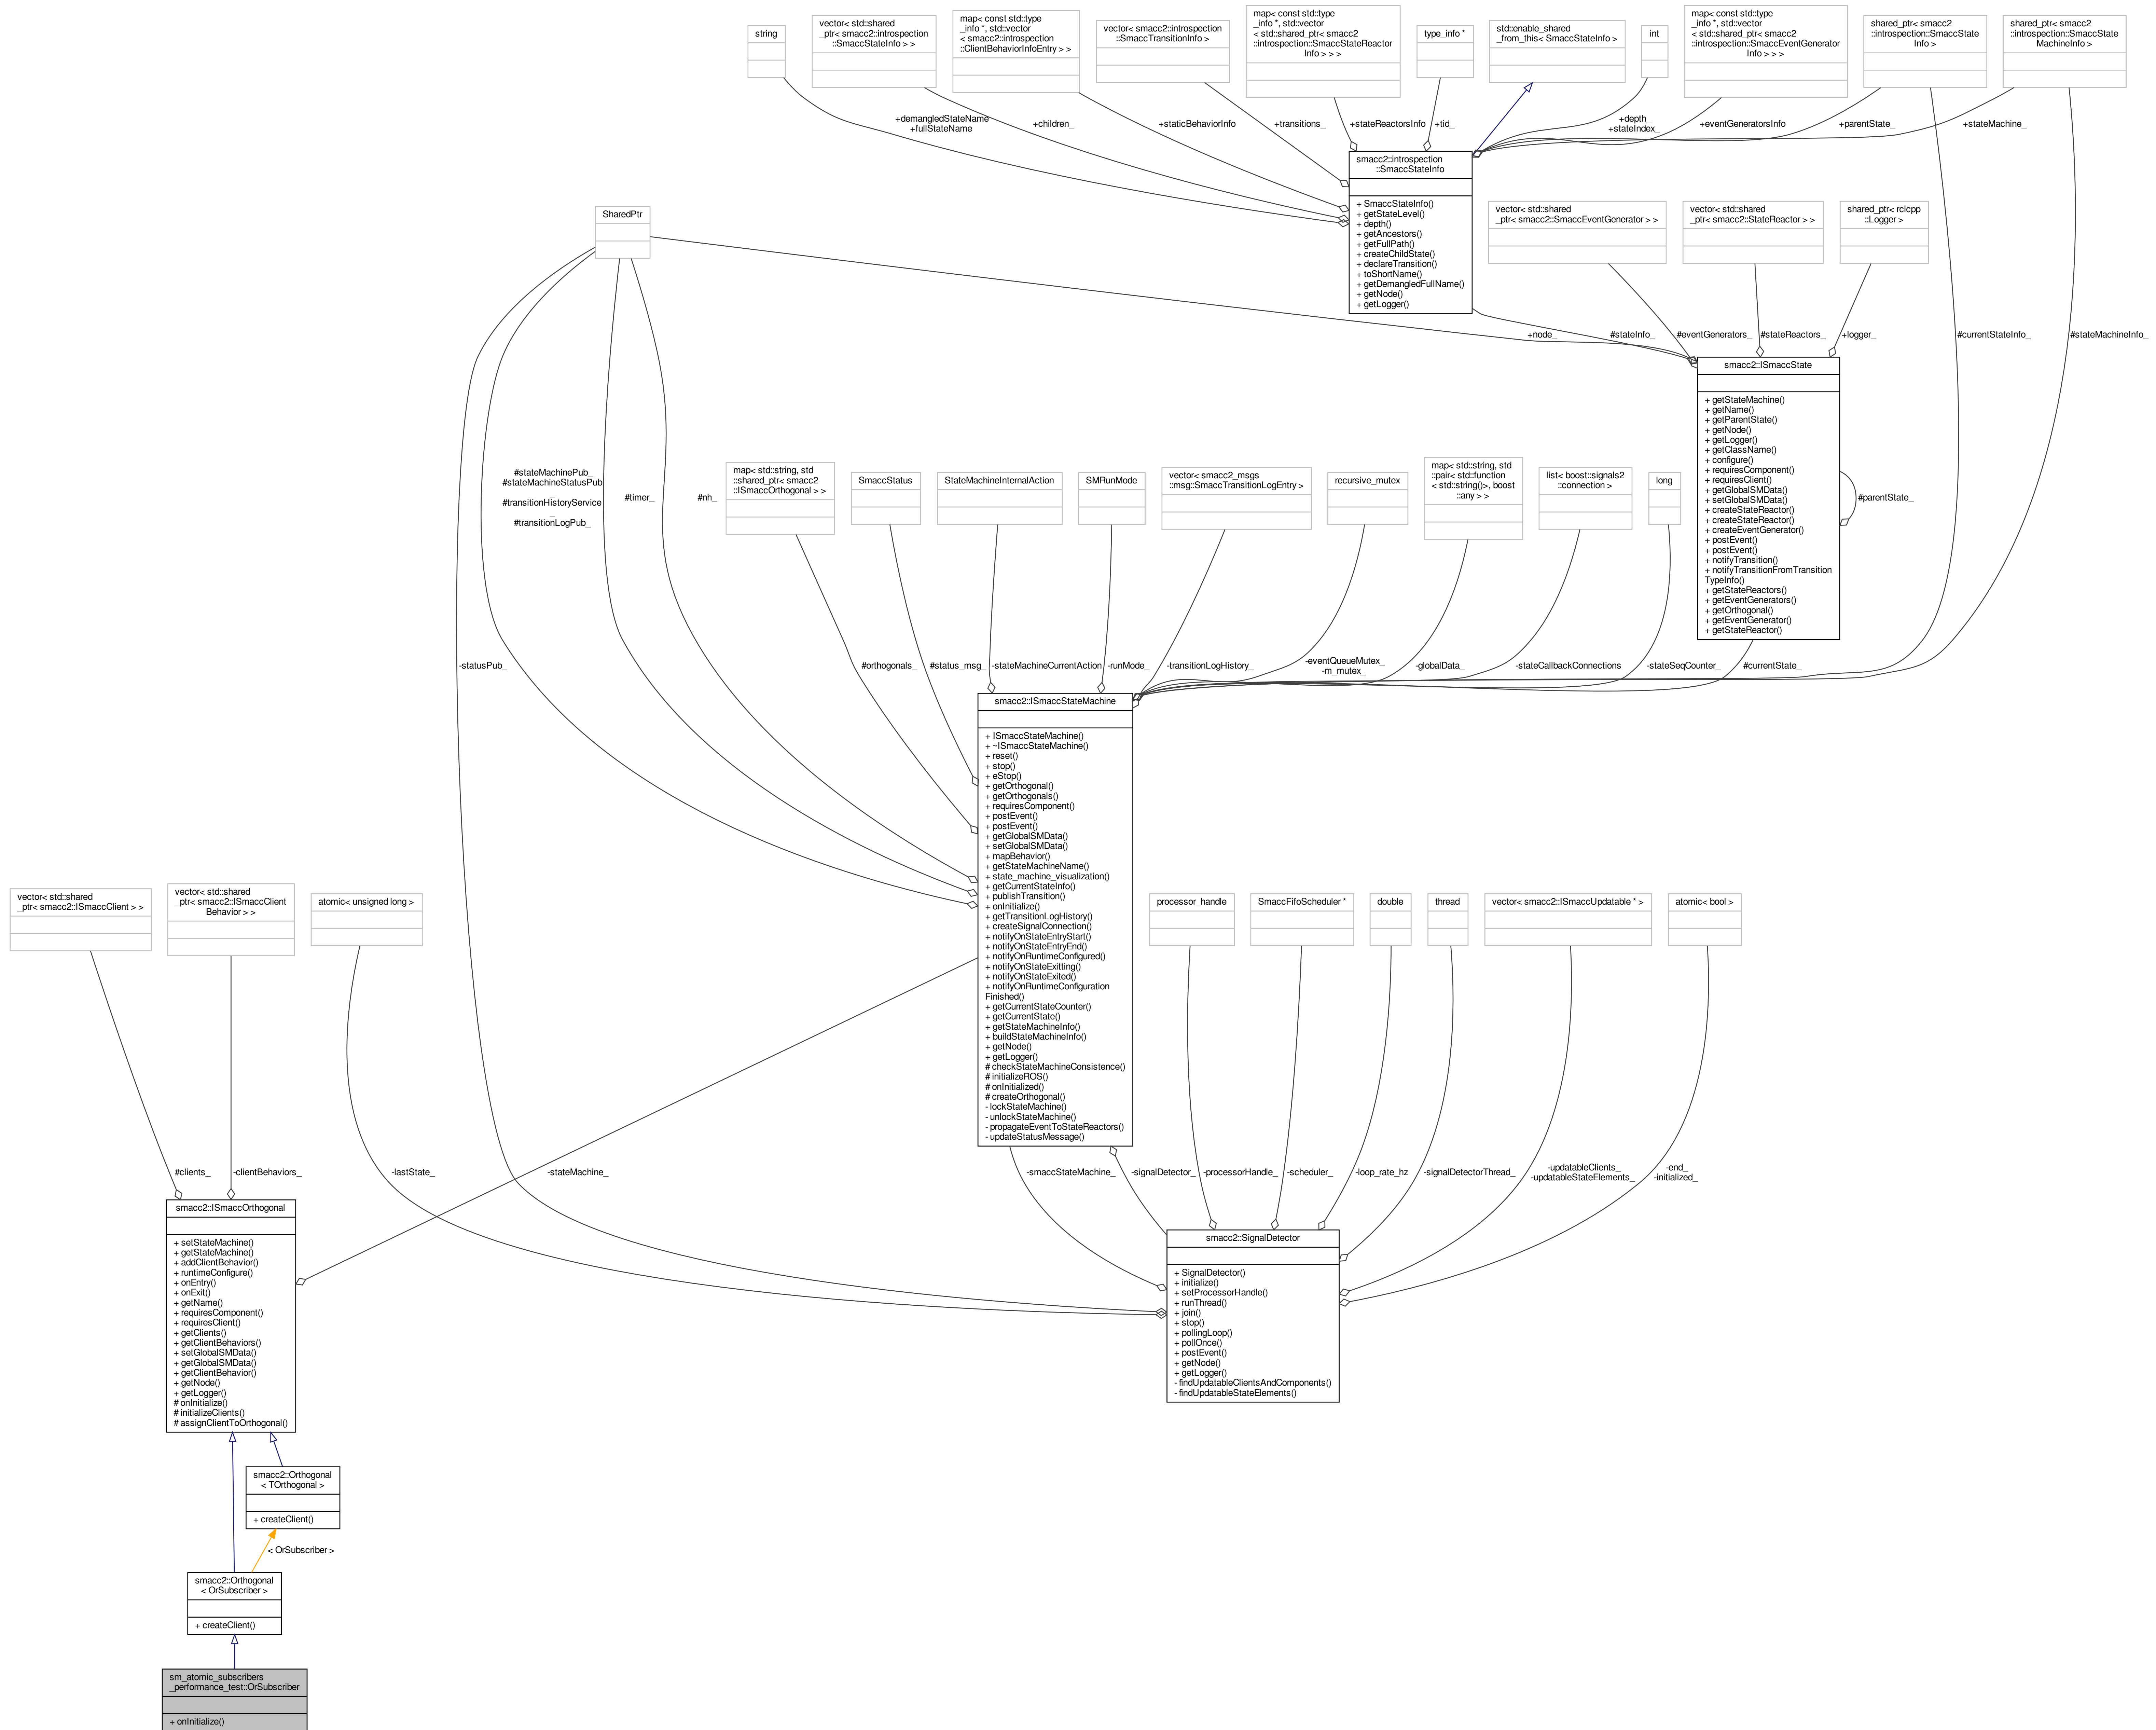 string
vector< std::shared
_ptr< smacc2::introspection
::SmaccStateInfo > >
map< const std::type
_info *, std::vector
< smacc2::introspection
::ClientBehaviorInfoEntry > >
vector< smacc2::introspection
::SmaccTransitionInfo >
map< const std::type
_info *, std::vector
< std::shared_ptr< smacc2
::introspection::SmaccStateReactor
Info > > >
type_info *
std::enable_shared
_from_this< SmaccStateInfo >
int
map< const std::type
_info *, std::vector
< std::shared_ptr< smacc2
::introspection::SmaccEventGenerator
Info > > >
shared_ptr< smacc2
::introspection::SmaccState
Info >
shared_ptr< smacc2
::introspection::SmaccState
MachineInfo >
+demangledStateName
+fullStateName
+children_
+staticBehaviorInfo
+transitions_
+stateReactorsInfo
+tid_
+depth_
+stateIndex_
+eventGeneratorsInfo
+parentState_
+stateMachine_
smacc2::introspection
::SmaccStateInfo
+ SmaccStateInfo()
+ getStateLevel()
+ depth()
+ getAncestors()
+ getFullPath()
+ createChildState()
+ declareTransition()
+ toShortName()
+ getDemangledFullName()
+ getNode()
+ getLogger()
SharedPtr
vector< std::shared
_ptr< smacc2::SmaccEventGenerator > >
vector< std::shared
_ptr< smacc2::StateReactor > >
shared_ptr< rclcpp
::Logger >
+node_
#stateInfo_
#eventGenerators_
#stateReactors_
+logger_
#currentStateInfo_
#stateMachineInfo_
smacc2::ISmaccState
+ getStateMachine()
+ getName()
+ getParentState()
+ getNode()
+ getLogger()
+ getClassName()
+ configure()
+ requiresComponent()
+ requiresClient()
+ getGlobalSMData()
+ setGlobalSMData()
+ createStateReactor()
+ createStateReactor()
+ createEventGenerator()
+ postEvent()
+ postEvent()
+ notifyTransition()
+ notifyTransitionFromTransition
TypeInfo()
+ getStateReactors()
+ getEventGenerators()
+ getOrthogonal()
+ getEventGenerator()
+ getStateReactor()
#parentState_
#stateMachinePub_
#stateMachineStatusPub
_
#transitionHistoryService
_
#transitionLogPub_
#timer_
#nh_
map< std::string, std
::shared_ptr< smacc2
::ISmaccOrthogonal > >
SmaccStatus
StateMachineInternalAction
SMRunMode
vector< smacc2_msgs
::msg::SmaccTransitionLogEntry >
recursive_mutex
map< std::string, std
::pair< std::function
< std::string()>, boost
::any > >
list< boost::signals2
::connection >
long
-statusPub_
#orthogonals_
#status_msg_
-stateMachineCurrentAction
-runMode_
-transitionLogHistory_
-eventQueueMutex_
-m_mutex_
-globalData_
-stateCallbackConnections
-stateSeqCounter_
#currentState_
smacc2::ISmaccStateMachine
+ ISmaccStateMachine()
+ ~ISmaccStateMachine()
+ reset()
+ stop()
+ eStop()
+ getOrthogonal()
+ getOrthogonals()
+ requiresComponent()
+ postEvent()
+ postEvent()
+ getGlobalSMData()
+ setGlobalSMData()
+ mapBehavior()
+ getStateMachineName()
+ state_machine_visualization()
+ getCurrentStateInfo()
+ publishTransition()
+ onInitialize()
+ getTransitionLogHistory()
+ createSignalConnection()
+ notifyOnStateEntryStart()
+ notifyOnStateEntryEnd()
+ notifyOnRuntimeConfigured()
+ notifyOnStateExitting()
+ notifyOnStateExited()
+ notifyOnRuntimeConfiguration
Finished()
+ getCurrentStateCounter()
+ getCurrentState()
+ getStateMachineInfo()
+ buildStateMachineInfo()
+ getNode()
+ getLogger()
# checkStateMachineConsistence()
# initializeROS()
# onInitialized()
# createOrthogonal()
- lockStateMachine()
- unlockStateMachine()
- propagateEventToStateReactors()
- updateStatusMessage()
vector< std::shared
_ptr< smacc2::ISmaccClient > >
vector< std::shared
_ptr< smacc2::ISmaccClient
Behavior > >
atomic< unsigned long >
processor_handle
SmaccFifoScheduler *
double
thread
vector< smacc2::ISmaccUpdatable * >
atomic< bool >
#clients_
-clientBehaviors_
-lastState_
-stateMachine_
-smaccStateMachine_
-signalDetector_
-processorHandle_
-scheduler_
-loop_rate_hz
-signalDetectorThread_
-updatableClients_
-updatableStateElements_
-end_
-initialized_
smacc2::ISmaccOrthogonal
+ setStateMachine()
+ getStateMachine()
+ addClientBehavior()
+ runtimeConfigure()
+ onEntry()
+ onExit()
+ getName()
+ requiresComponent()
+ requiresClient()
+ getClients()
+ getClientBehaviors()
+ setGlobalSMData()
+ getGlobalSMData()
+ getClientBehavior()
+ getNode()
+ getLogger()
# onInitialize()
# initializeClients()
# assignClientToOrthogonal()
smacc2::SignalDetector
+ SignalDetector()
+ initialize()
+ setProcessorHandle()
+ runThread()
+ join()
+ stop()
+ pollingLoop()
+ pollOnce()
+ postEvent()
+ getNode()
+ getLogger()
- findUpdatableClientsAndComponents()
- findUpdatableStateElements()
smacc2::Orthogonal
< TOrthogonal >
+ createClient()
< OrSubscriber >
smacc2::Orthogonal
< OrSubscriber >
+ createClient()
sm_atomic_subscribers
_performance_test::OrSubscriber
+ onInitialize()